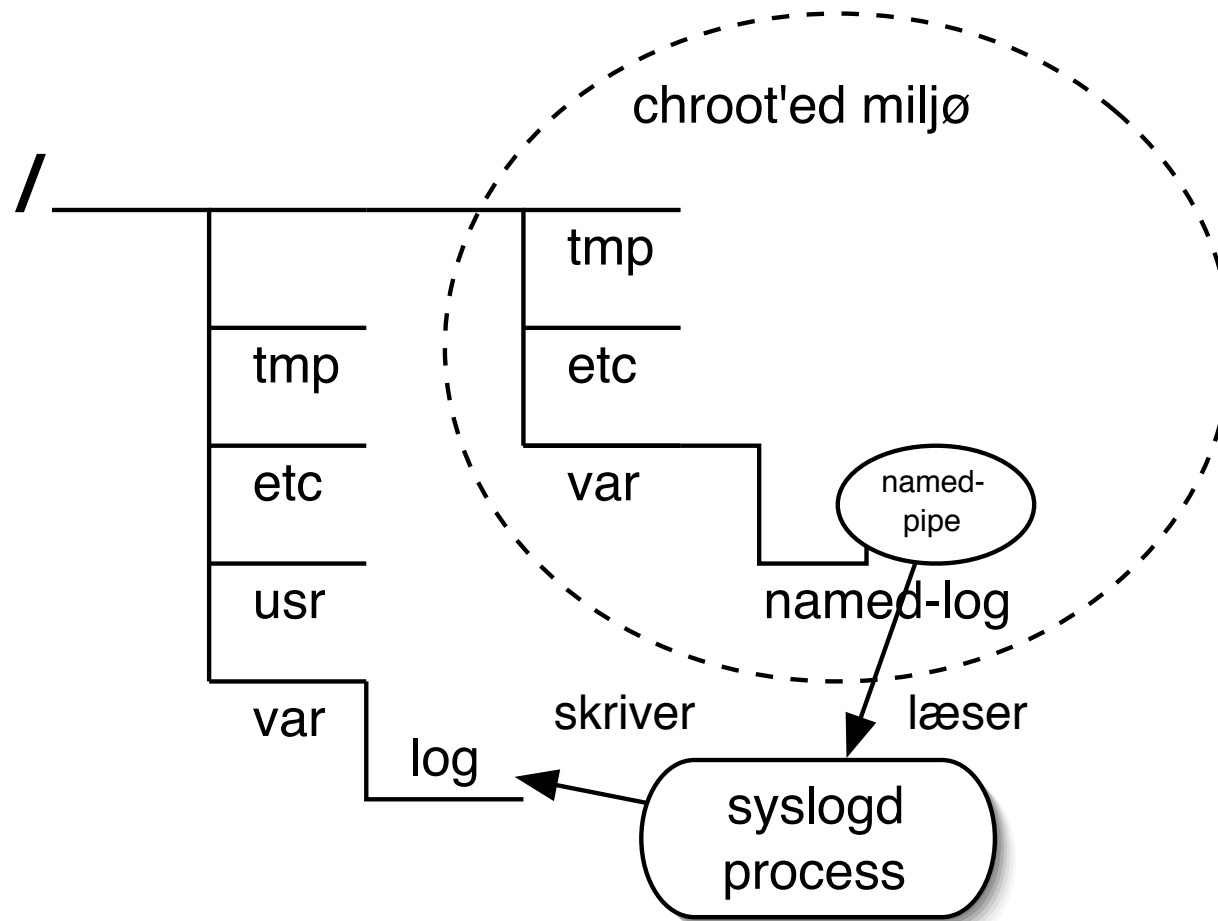 chroot'ed miljø
/
tmp
tmp
etc
etc
var
named-
pipe
usr
named-log
var
skriver
læser
log
syslogd
process